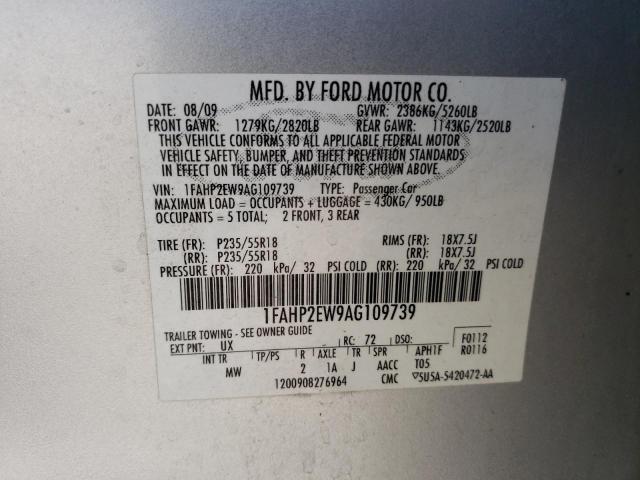 MFD. BY FORD MOTOR CO.
DATE: 08/09 GVWR: 2386KG/5260LB
FRONT GAWR: 1279KG/2820LB REAR GAWR: 1143KG/2520LB
THIS VEHICLE CONFORMS TO ALL APPLICABLE FEDERAL MOTOR
VEHICLE SAFETY, BUMPER, AND THEFT PREVENTION STANDARDS
IN EFFECT ON THE DATE OF MANUFACTURE SHOWN ABOVE.
VIN: 1FAHP2EW9AG109739 TYPE: Passenger Car
MAXIMUM LOAD = OCCUPANTS + LUGGAGE = 430KG/ 950LB
OCCUPANTS = 5 TOTAL; 2 FRONT, 3 REAR
TIRE (FR): P235/55R18 RIMS (FR): 18X7.5J
(RR): P235/55R18 (RR): 18X7.5J
PRESSURE (FR): 220 kPa/ 32 PSI COLD (RR): 220 kPa/ 32 PSI COLD
1FAHP2EW9AG109739
TRAILER TOWING - SEE OWNER GUIDE
EXT PNT: UX RC: 72 DSO: F0112
INT TR TP/PS R AXLE TR SPR APH1F R0116
MW 2 1A J AACC T05
1200908276964 CMC ▽5U5A-5420472-AA